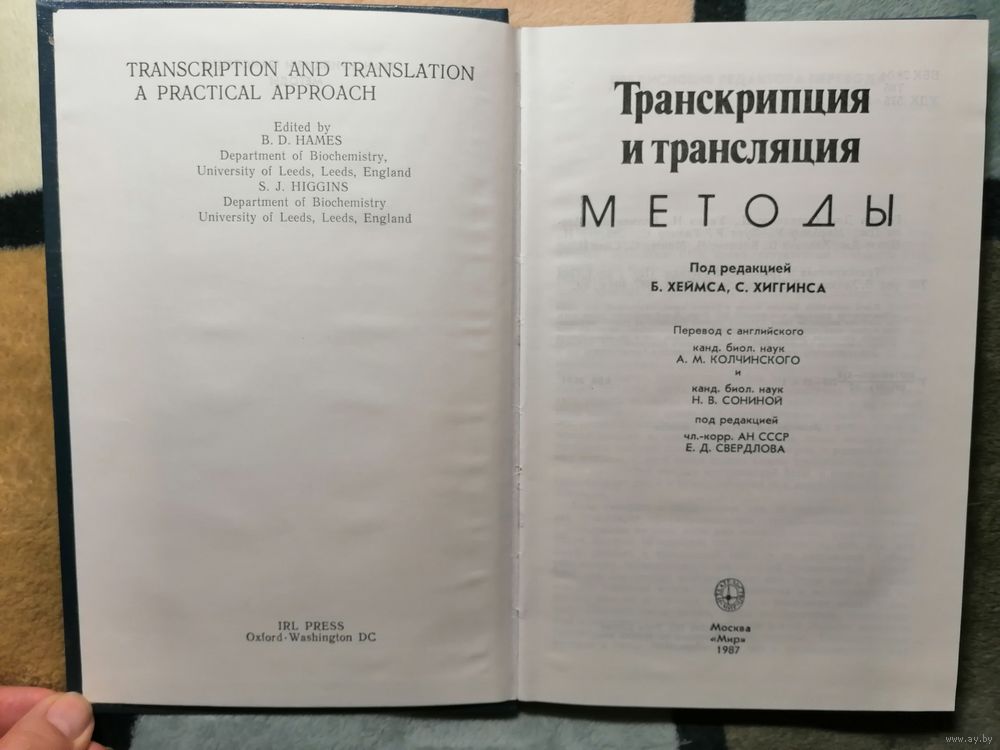 TRANSCRIPTION AND TRANSLATION
A PRACTICAL APPROACH
Edited by
B. D. HAMES
Department of Biochemistry,
University of Leeds, Leeds, England
S. J. HIGGINS
Department of Biochemistry
University of Leeds, Leeds, England
IRL PRESS
Oxford-Washington DC
Транскрипция
и трансляция
МЕТОДЫ
Под редакцией
Б. ХЕЙМСА, С. ХИГГИНСА
Перевод с английского
канд. биол. наук
А. М. КОЛЧИНСКОГО
и
канд. биол. наук
Н. В. СОНИНОЙ
под редакцией
чл.-корр. АН СССР
Е. Д. СВЕРДЛОВА
Москва
«Мир»
1987
www.ay.by